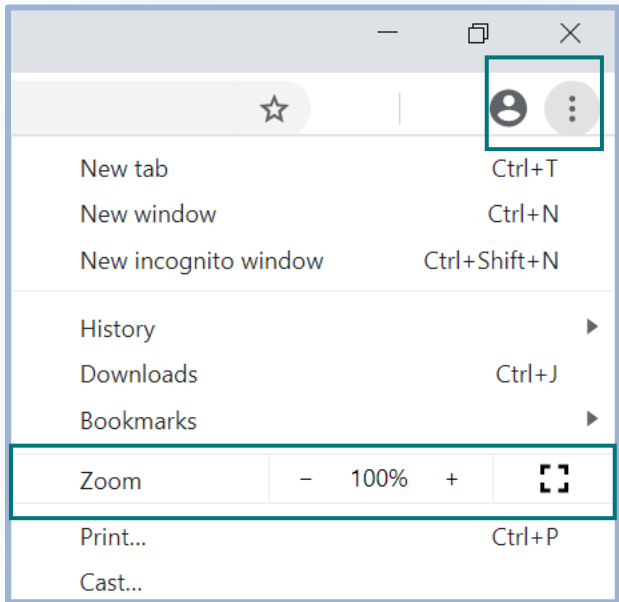 New tab Ctrl+T
New window Ctrl+N
New incognito window Ctrl+Shift+N
History
Downloads Ctrl+J
Bookmarks
Zoom - 100% +
Print... Ctrl+P
Cast...